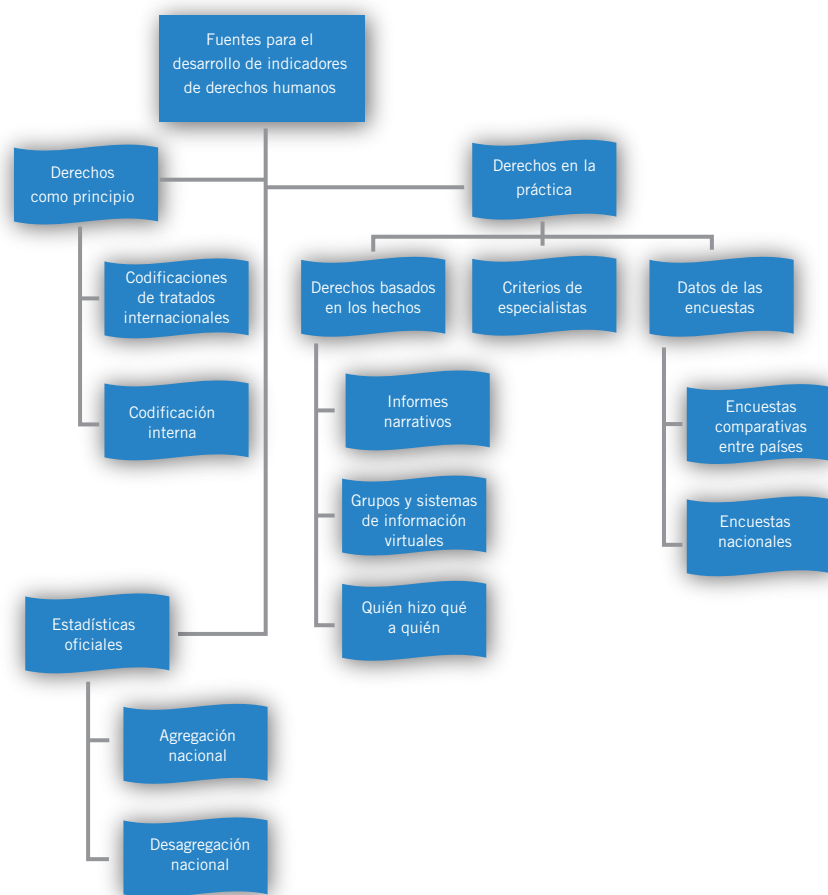 Fuentes para el
desarrollo de indicadores
de derechos humanos
Derechos
como principio
Codificaciones
de tratados
internacionales
Codificación
interna
Derechos en la
práctica
Derechos basados
en los hechos
Informes
narrativos
Grupos y sistemas
de información
virtuales
Quién hizo qué
a quién
Criterios de
especialistas
Datos de las
encuestas
Encuestas
comparativas
entre países
Encuestas
nacionales
Estadísticas
oficiales
Agregación
nacional
Desagregación
nacional